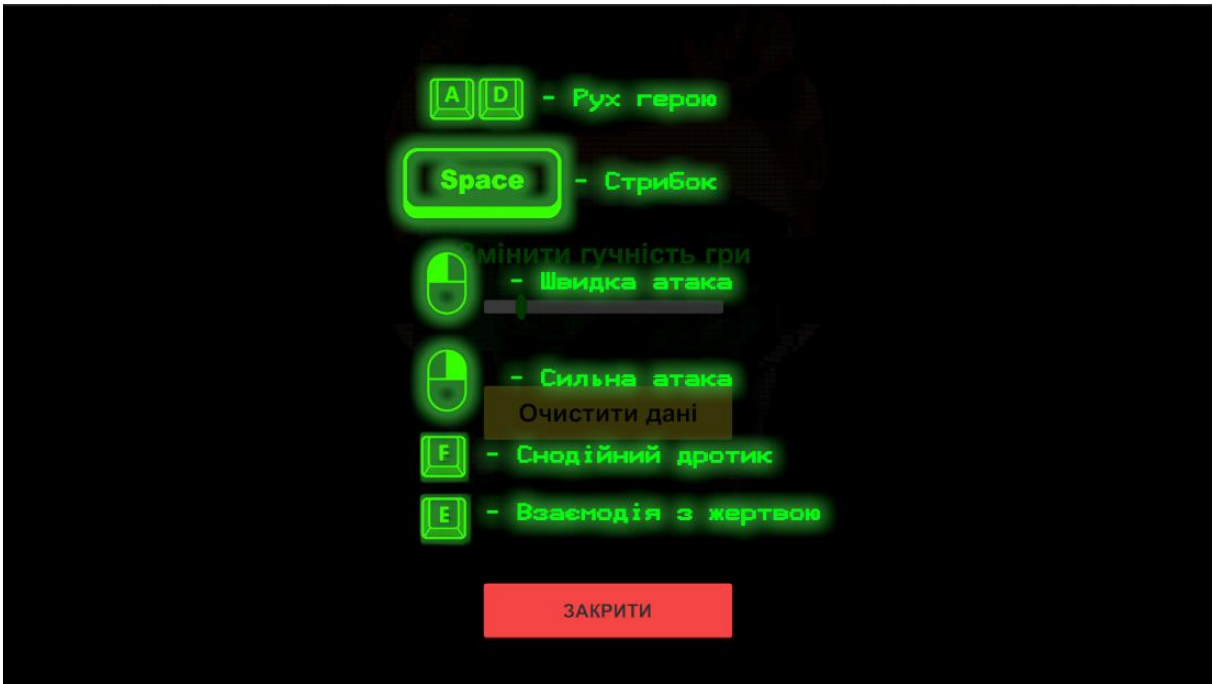 A D - Рух герою
Space - Стрибок
Змінити гучність гри
- Швидка атака
- Сильна атака
Очистити дані
F - Снодійний дротик
E - Взаємодія з жертвою
ЗАКРИТИ